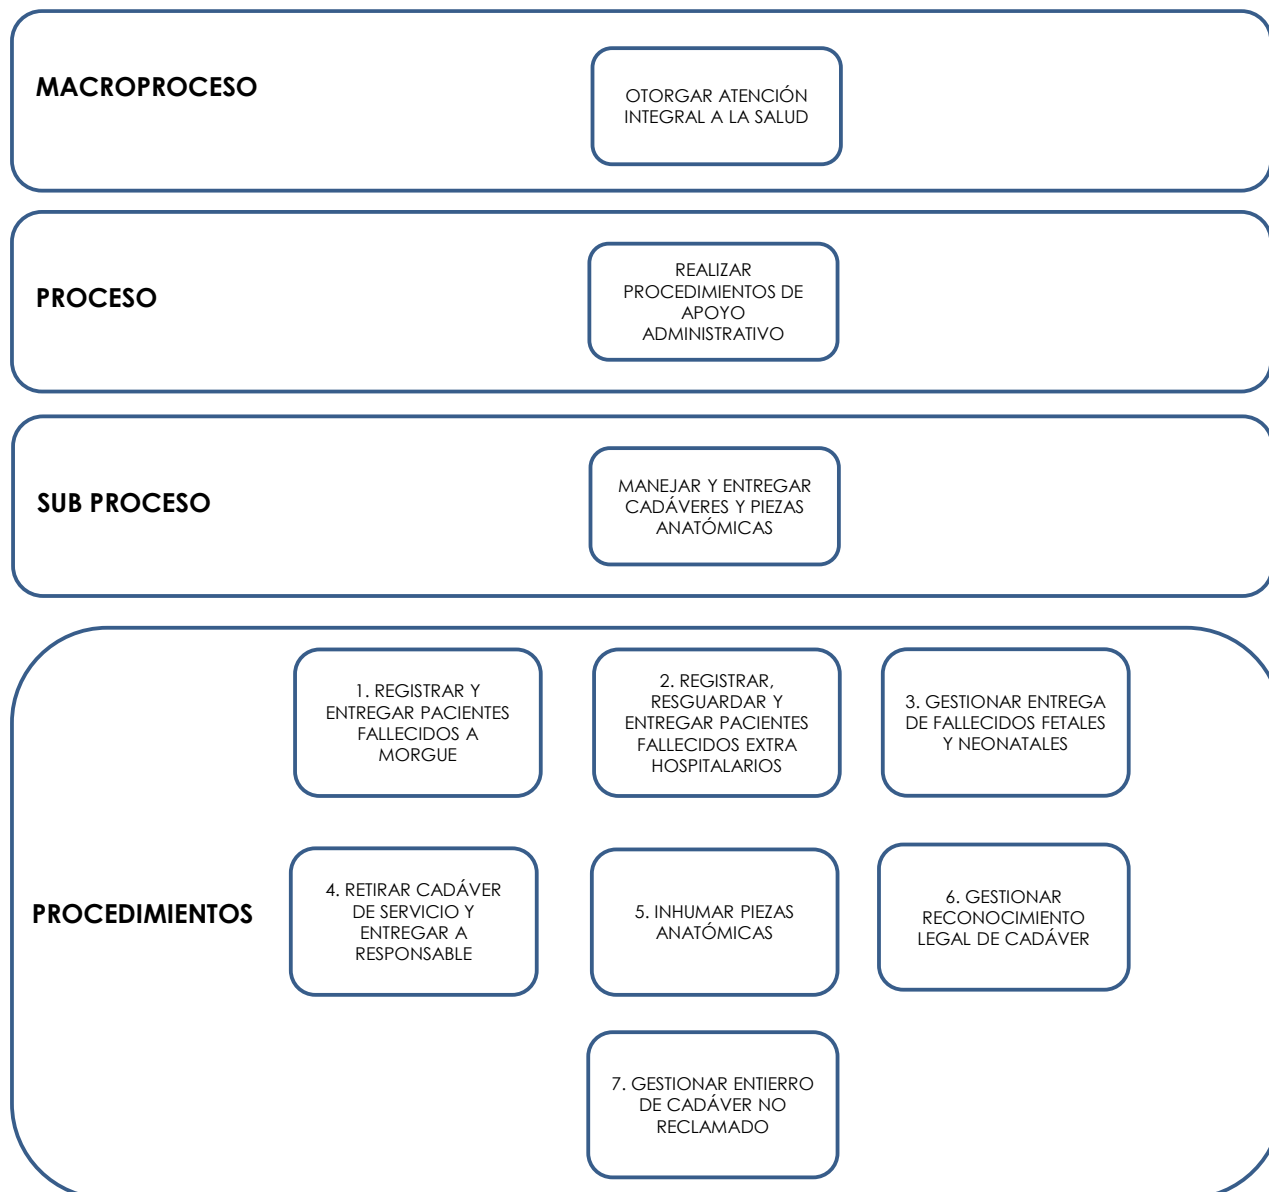 MACROPROCESO
OTORGAR ATENCIÓN
INTEGRAL A LA SALUD
PROCESO
REALIZAR
PROCEDIMIENTOS DE
APOYO
ADMINISTRATIVO
SUB PROCESO
MANEJAR Y ENTREGAR
CADÁVERES Y PIEZAS
ANATÓMICAS
PROCEDIMIENTOS
1. REGISTRAR Y
ENTREGAR PACIENTES
FALLECIDOS A
MORGUE
2. REGISTRAR,
RESGUARDAR Y
ENTREGAR PACIENTES
FALLECIDOS EXTRA
HOSPITALARIOS
3. GESTIONAR ENTREGA
DE FALLECIDOS FETALES
Y NEONATALES
4. RETIRAR CADÁVER
DE SERVICIO Y
ENTREGAR A
RESPONSABLE
5. INHUMAR PIEZAS
ANATÓMICAS
6. GESTIONAR
RECONOCIMIENTO
LEGAL DE CADÁVER
7. GESTIONAR ENTIERRO
DE CADÁVER NO
RECLAMADO